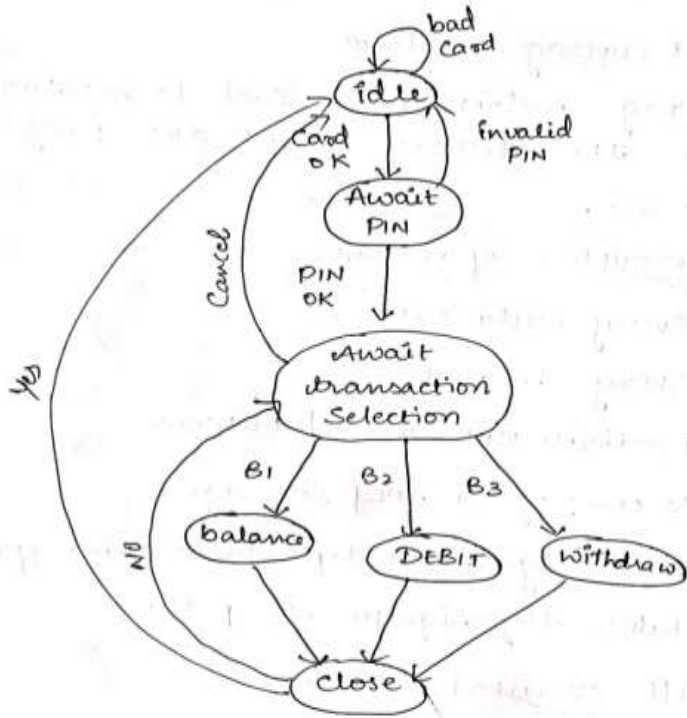 bad
Card
idle
Card
OK
invalid
PIN
Await
PIN
Cancel
PIN
OK
Yes
Await
transaction
Selection
B1
B2
B3
NO
balance
DEBIT
withdraw
Close